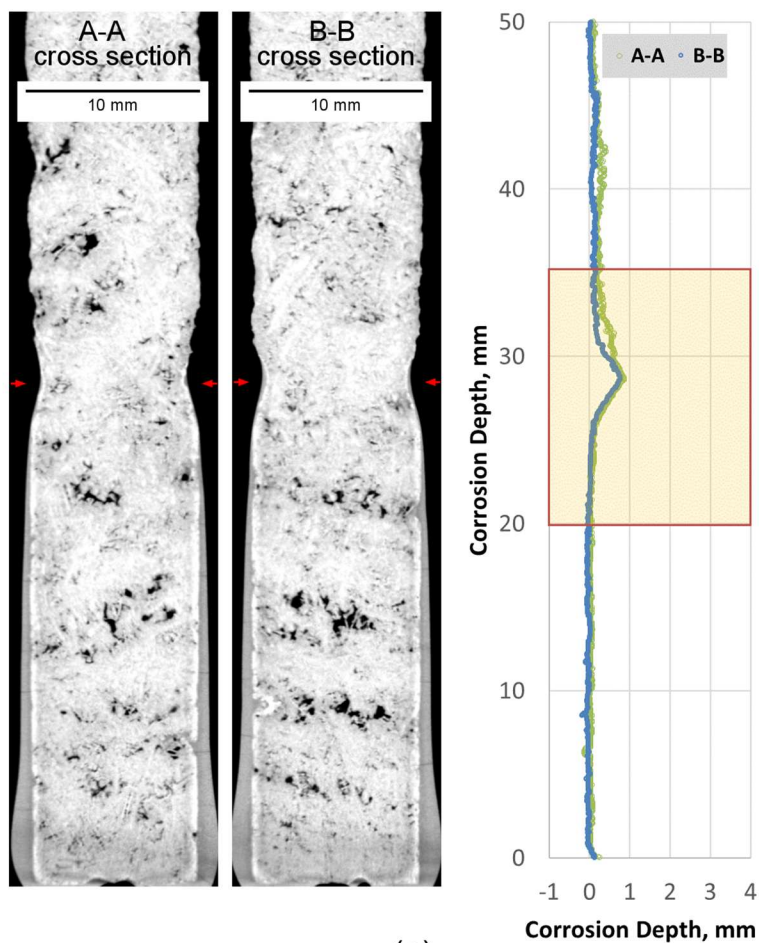 A-A
cross section
10 mm
B-B
cross section
10 mm
A-A B-B
50
40
30
20
10
0
-1 0 1 2 3 4
Corrosion Depth, mm
Corrosion Depth, mm